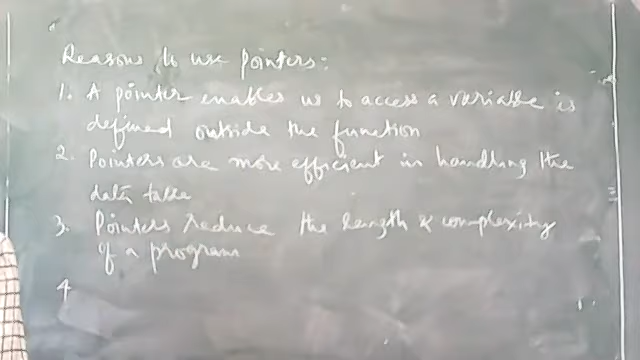 Reasons to use pointers:
1. A pointer enables us to access a variable is
defined outside the function
2. Pointers are more efficient in handling the
data table
3. Pointers reduce the length & complexity
of a program
4